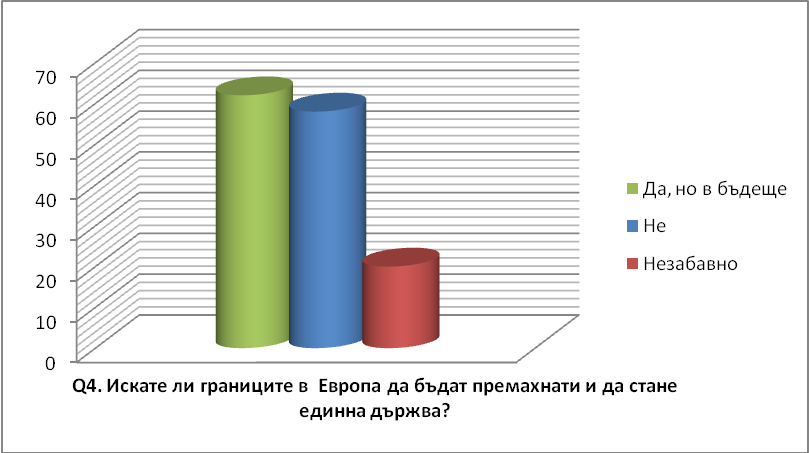 70
60
50
40
30
20
10
0
Да, но в бъдеще
Не
Незабавно
Q4. Искате ли границите в Европа да бъдат премахнати и да стане
единна държва?